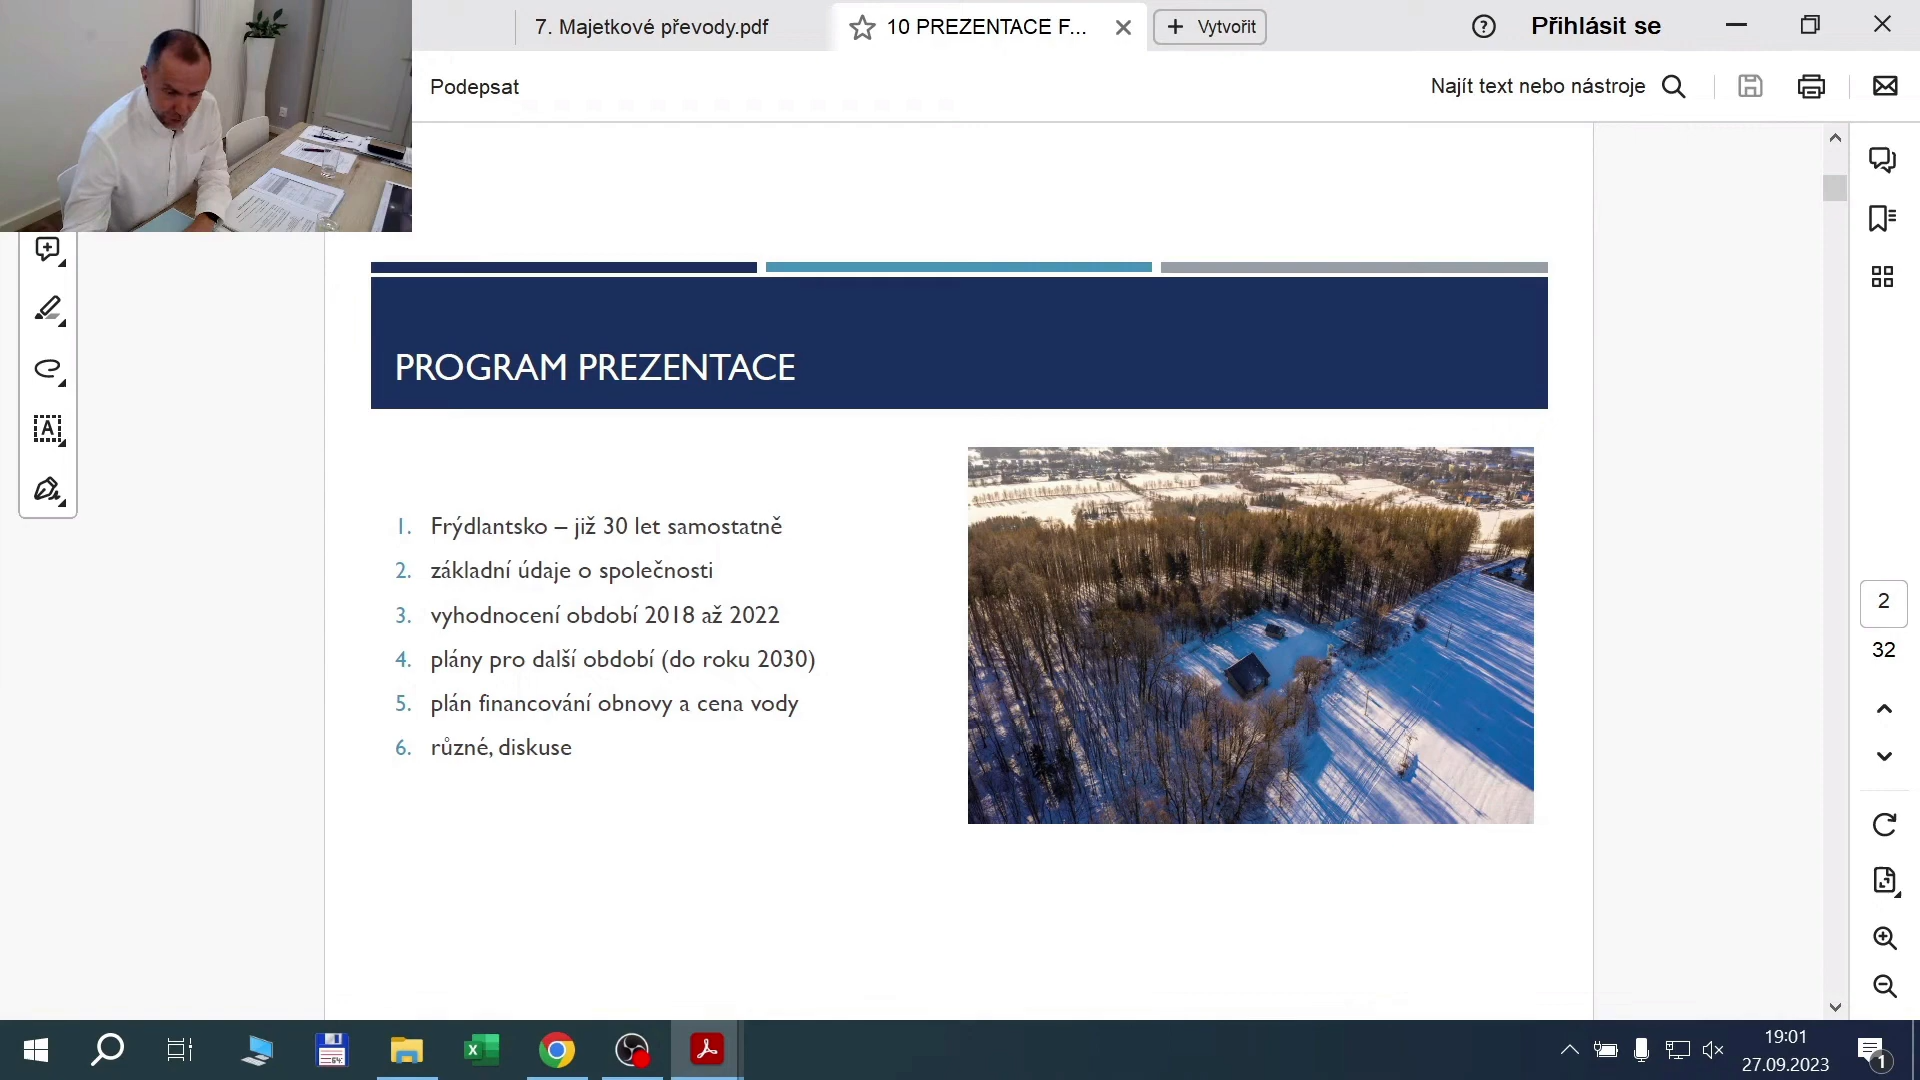 7. Majetkové převody.pdf
10 PREZENTACE F...
Vytvořit
Přihlásit se
Podepsat
Najít text nebo nástroje
PROGRAM PREZENTACE
1. Frýdlantsko – již 30 let samostatně
2. základní údaje o společnosti
3. vyhodnocení období 2018 až 2022
4. plány pro další období (do roku 2030)
5. plán financování obnovy a cena vody
6. různé, diskuse
2
32
19:01
27.09.2023
1